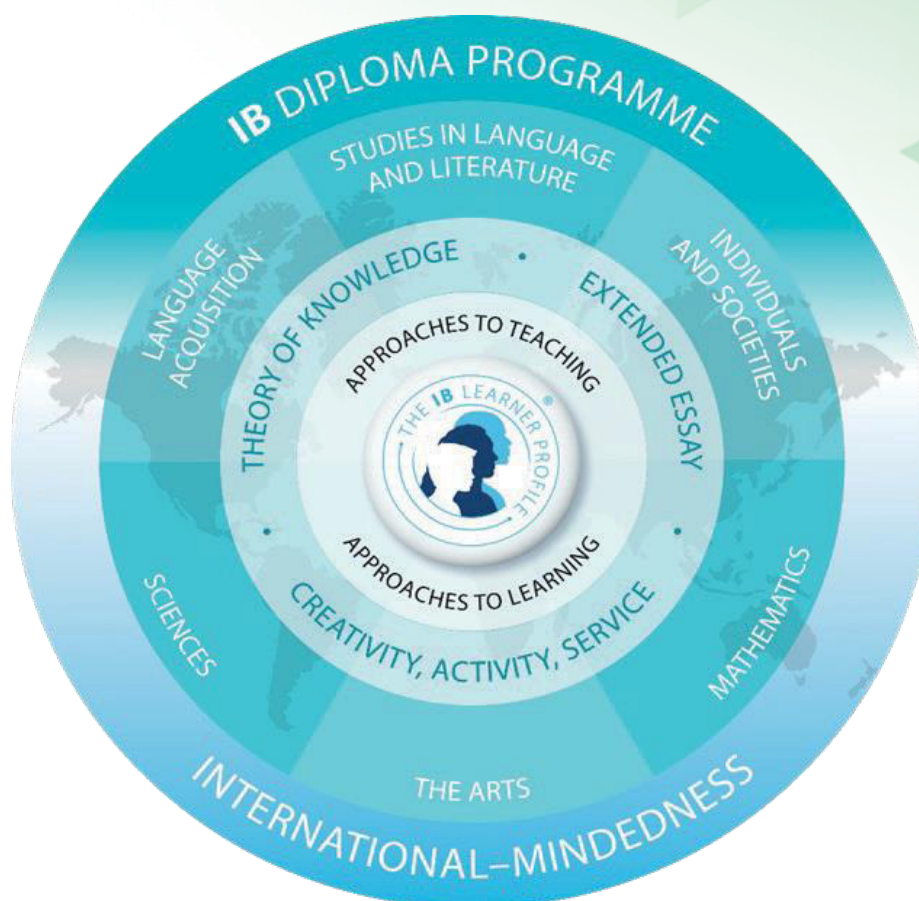 IB DIPLOMA PROGRAMME
STUDIES IN LANGUAGE
AND LITERATURE
LANGUAGE
ACQUISITION
INDIVIDUALS
AND SOCIETIES
THEORY OF KNOWLEDGE
•
EXTENDED ESSAY
APPROACHES TO TEACHING
THE IB LEARNER PROFILE
®
APPROACHES TO LEARNING
•
CREATIVITY, ACTIVITY, SERVICE
•
SCIENCES
MATHEMATICS
THE ARTS
INTERNATIONAL–MINDEDNESS